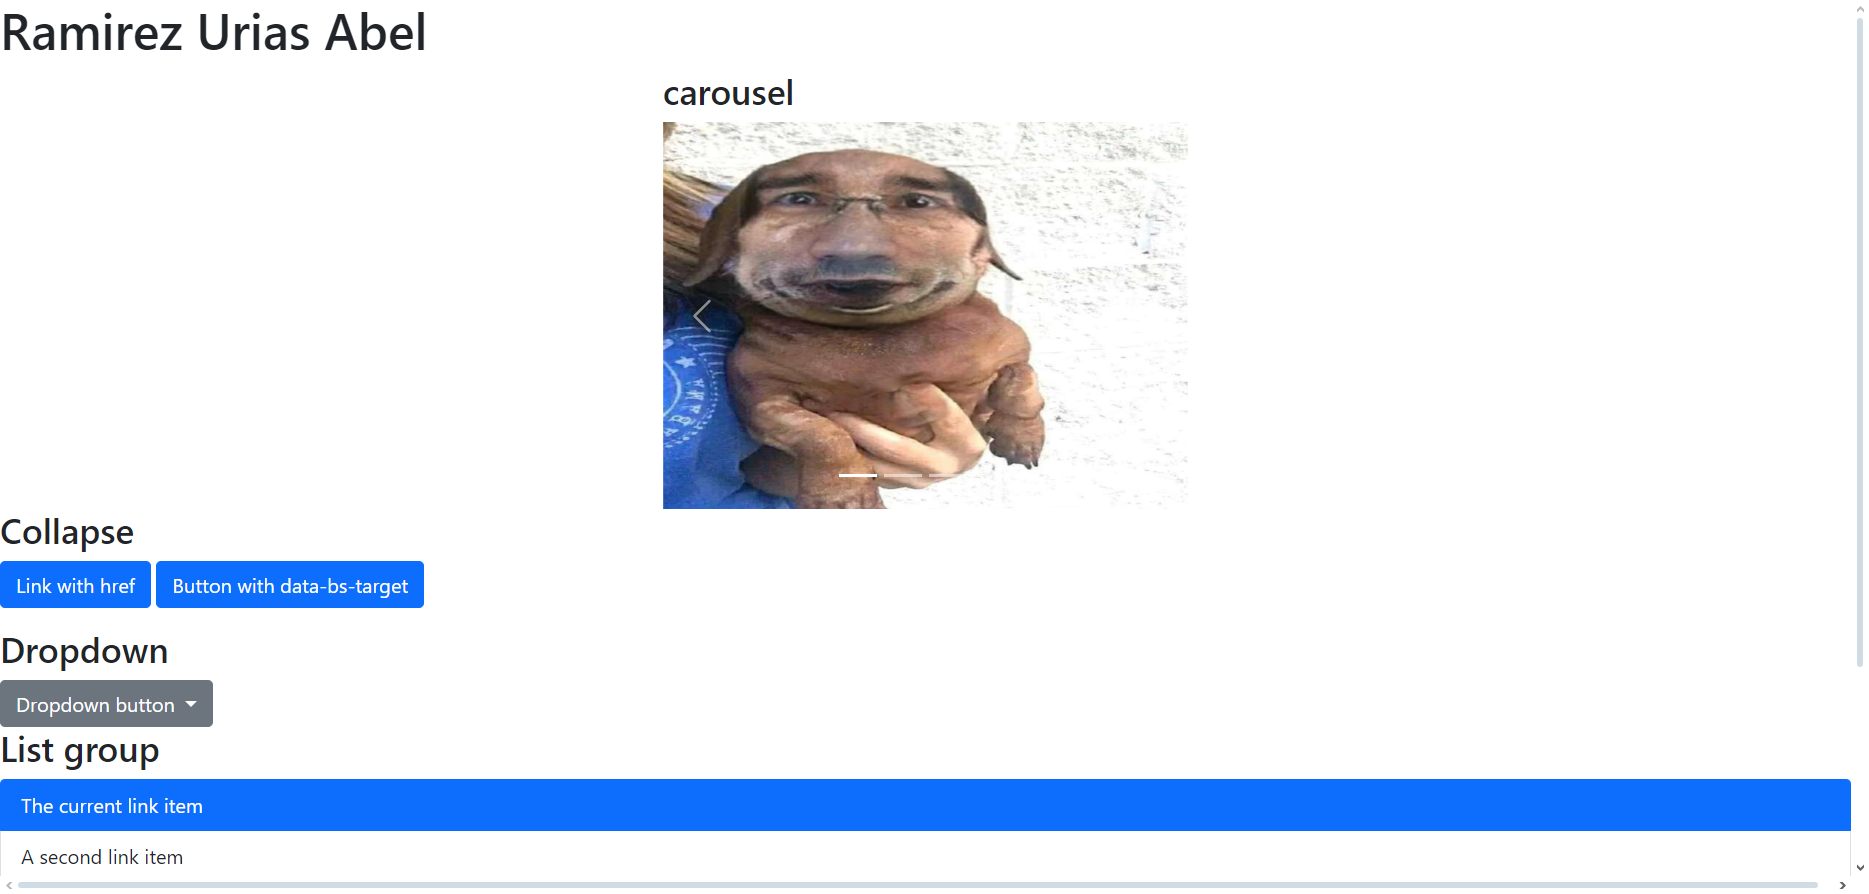 Ramirez Urias Abel
carousel
Collapse
Link with href Button with data-bs-target
Dropdown
Dropdown button
List group
The current link item
A second link item